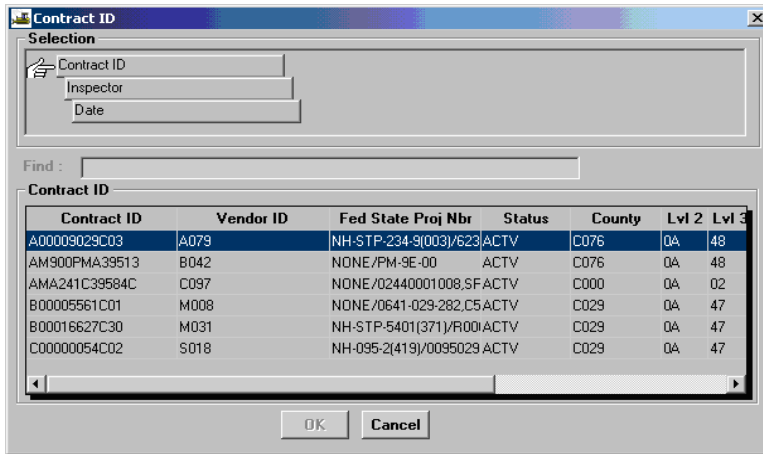 Contract ID
Selection
Contract ID
Inspector
Date
Find :
Contract ID
Contract ID Vendor ID Fed State Proj Nbr Status County Lvl 2 Lvl 3
A00009029C03 A079 NH-STP-234-9(003)/623 ACTV C076 0A 48
AM900PMA39513 B042 NONE/PM-9E-00 ACTV C076 0A 48
AMA241C39584C C097 NONE/02440001008,SF ACTV C000 0A 02
B00005561C01 M008 NONE/0641-029-282,C5 ACTV C029 0A 47
B00016627C30 M031 NH-STP-5401(371)/R00 ACTV C029 0A 47
C00000054C02 S018 NH-095-2(419)/0095029 ACTV C029 0A 47
OK Cancel